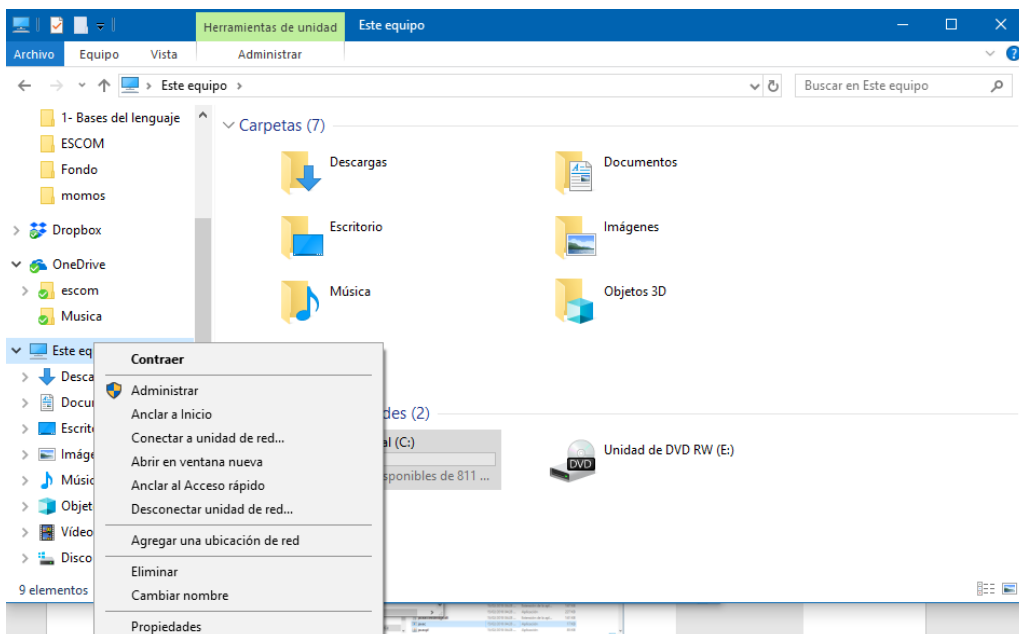 Herramientas de unidad
Este equipo
Archivo
Equipo
Vista
Administrar
Este equipo
Buscar en Este equipo
1- Bases del lenguaje
ESCOM
Fondo
momos
Dropbox
OneDrive
escom
Musica
Este eq
Desca
Docu
Escrit
Imáge
Músic
Objet
Vídeo
Disco
9 elementos
Carpetas (7)
Descargas
Documentos
Escritorio
Imágenes
Música
Objetos 3D
des (2)
al (C:)
sponibles de 811 ...
Unidad de DVD RW (E:)
DVD
Contraer
Administrar
Anclar a Inicio
Conectar a unidad de red...
Abrir en ventana nueva
Anclar al Acceso rápido
Desconectar unidad de red...
Agregar una ubicación de red
Eliminar
Cambiar nombre
Propiedades